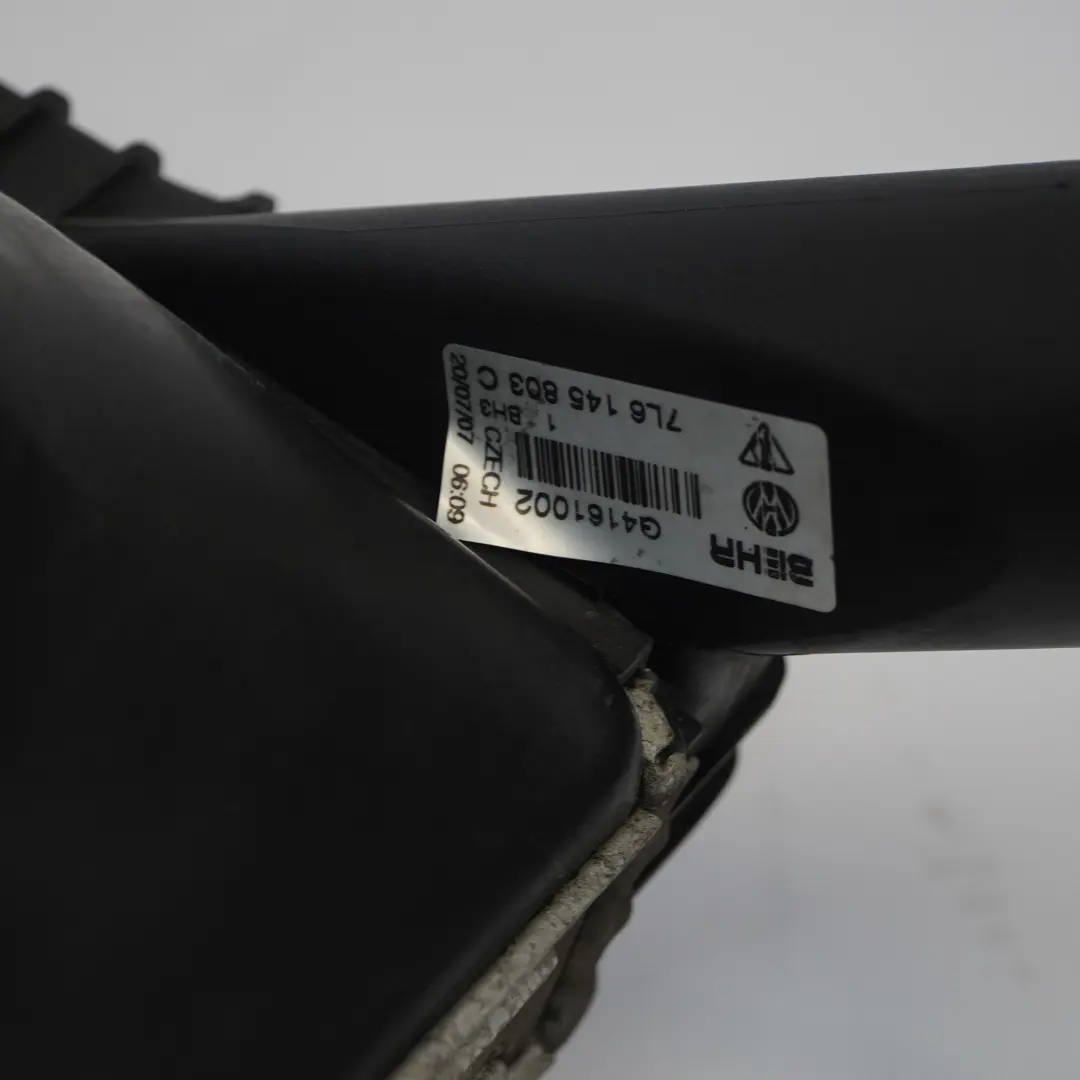 BEHR
G4161002
7L6 145 803 C
1 BH3 CZECH
20/07/07 06:09